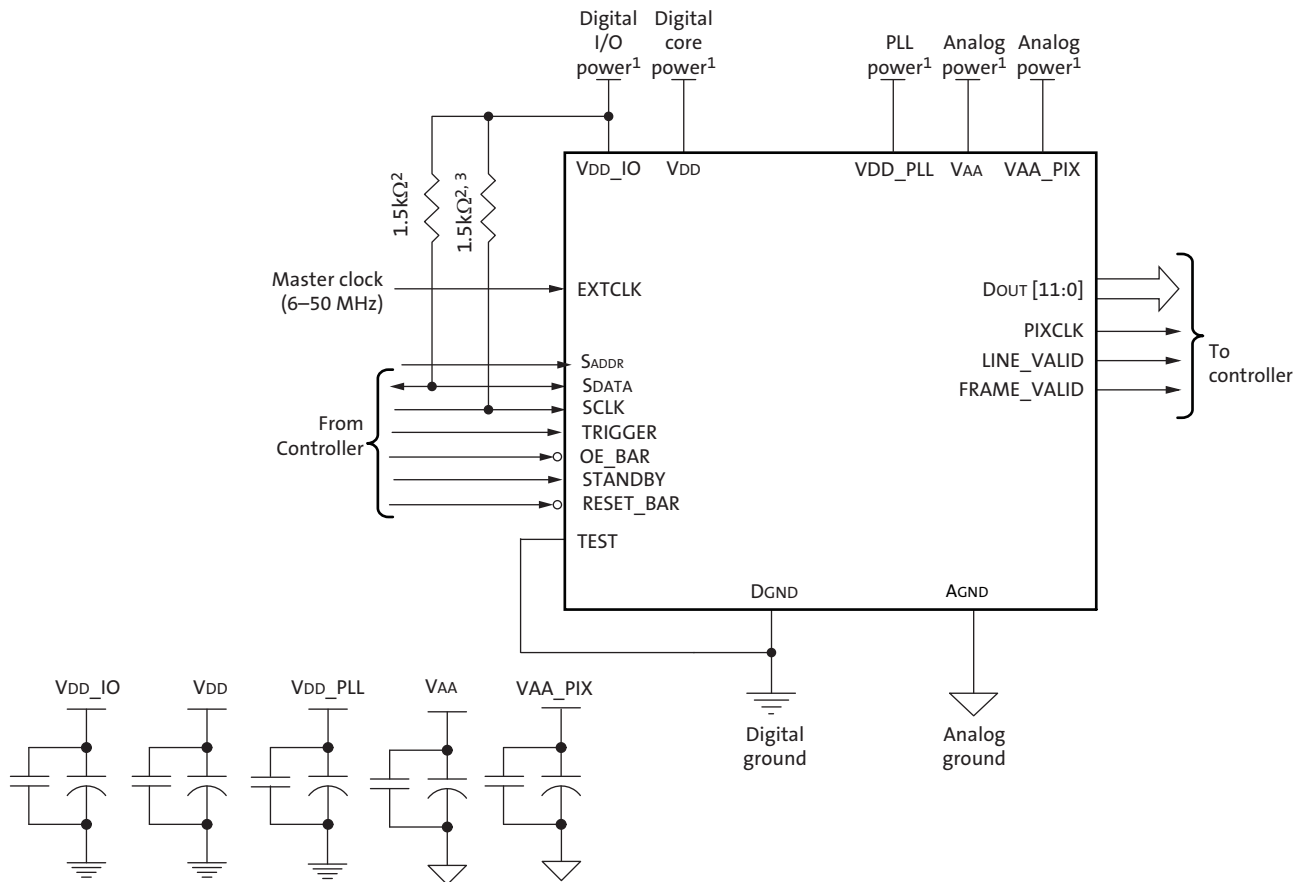 Digital
I/O
power1
Digital
core
power1
PLL
power1
Analog
power1
Analog
power1
VDD_IO
VDD
VDD_PLL
VAA
VAA_PIX
1.5kΩ2
1.5kΩ2, 3
Master clock
(6–50 MHz)
EXTCLK
SADDR
SDATA
SCLK
TRIGGER
OE_BAR
STANDBY
RESET_BAR
TEST
From
Controller
DOUT [11:0]
PIXCLK
LINE_VALID
FRAME_VALID
To
controller
DGND
AGND
Digital
ground
Analog
ground
VDD_IO
VDD
VDD_PLL
VAA
VAA_PIX